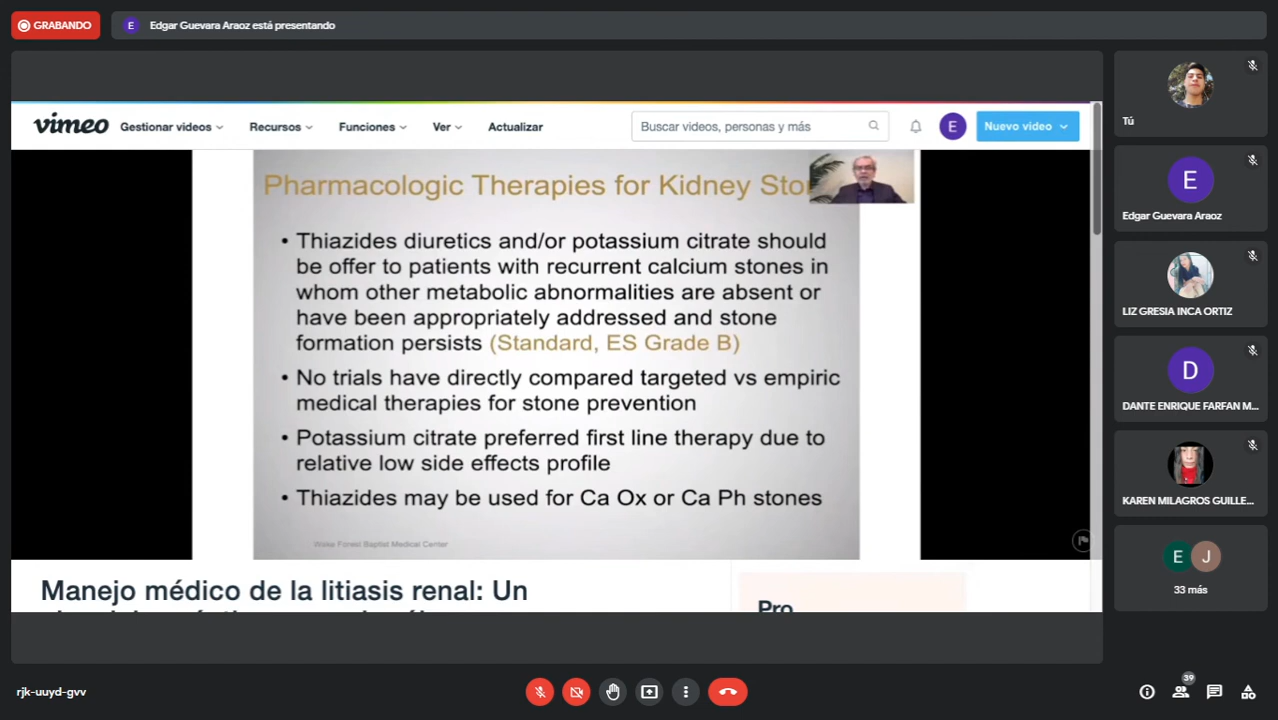 GRABANDO
E
Edgar Guevara Araoz está presentando
vimeo
Gestionar videos
Recursos
Funciones
Ver
Actualizar
Buscar videos, personas y más
E
Nuevo video
Pharmacologic Therapies for Kidney
• Thiazides diuretics and/or potassium citrate should
be offer to patients with recurrent calcium stones in
whom other metabolic abnormalities are absent or
have been appropriately addressed and stone
formation persists (Standard, ES Grade B)
• No trials have directly compared targeted vs empiric
medical therapies for stone prevention
• Potassium citrate preferred first line therapy due to
relative low side effects profile
• Thiazides may be used for Ca Ox or Ca Ph stones
Wake Forest Baptist Medical Center
Manejo médico de la litiasis renal: Un
Pro
Tú
E
Edgar Guevara Araoz
LIZ GRESIA INCA ORTIZ
D
DANTE ENRIQUE FARFAN M...
KAREN MILAGROS GUILLE...
E J
33 más
rjk-uuyd-gvv
39